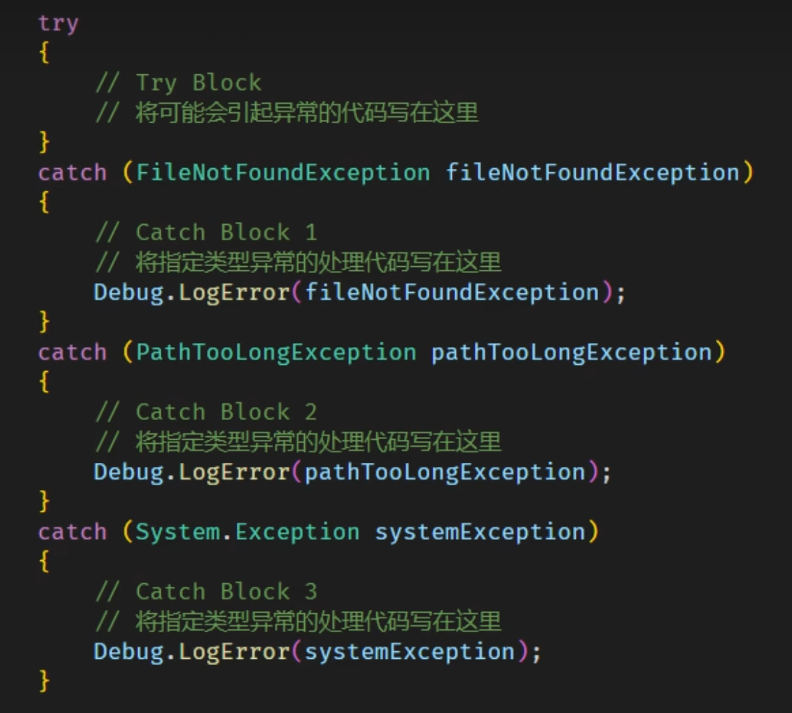 try
{
// Try Block
// 将可能会引起异常的代码写在这里
}
catch (FileNotFoundException fileNotFoundException)
{
// Catch Block 1
// 将指定类型异常的处理代码写在这里
Debug.LogError(fileNotFoundException);
}
catch (PathTooLongException pathTooLongException)
{
// Catch Block 2
// 将指定类型异常的处理代码写在这里
Debug.LogError(pathTooLongException);
}
catch (System.Exception systemException)
{
// Catch Block 3
// 将指定类型异常的处理代码写在这里
Debug.LogError(systemException);
}